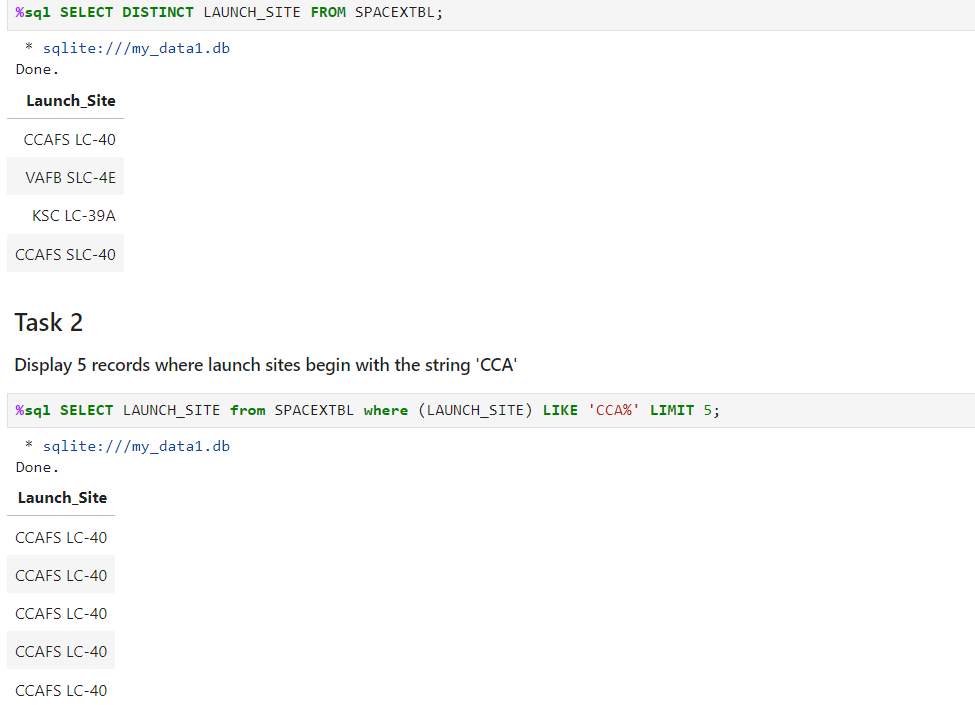 %sql SELECT DISTINCT LAUNCH_SITE FROM SPACEXTBL;
* sqlite:///my_data1.db
Done.
Launch_Site
CCAFS LC-40
VAFB SLC-4E
KSC LC-39A
CCAFS SLC-40
Task 2
Display 5 records where launch sites begin with the string 'CCA'
%sql SELECT LAUNCH_SITE from SPACEXTBL where (LAUNCH_SITE) LIKE 'CCA%' LIMIT 5;
* sqlite:///my_data1.db
Done.
Launch_Site
CCAFS LC-40
CCAFS LC-40
CCAFS LC-40
CCAFS LC-40
CCAFS LC-40